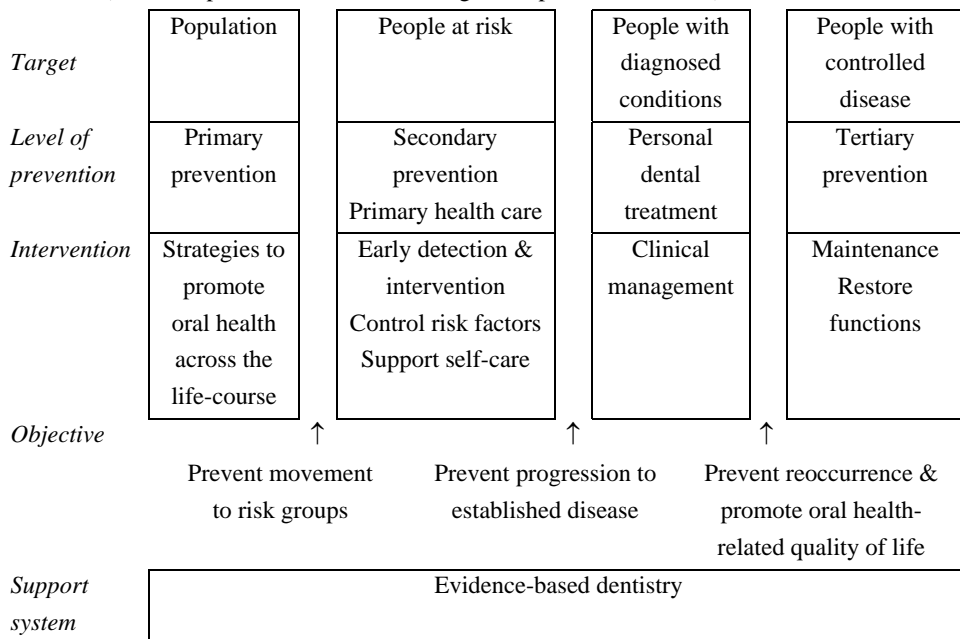 Target
Population
People at risk
People with
diagnosed
conditions
People with
controlled
disease
Level of
prevention
Primary
prevention
Secondary
prevention
Primary health care
Personal
dental
treatment
Tertiary
prevention
Intervention
Strategies to
promote
oral health
across the
life-course
Early detection &
intervention
Control risk factors
Support self-care
Clinical
management
Maintenance
Restore
functions
Objective
↑ ↑ ↑
Prevent movement
to risk groups
Prevent progression to
established disease
Prevent reoccurrence &
promote oral health-
related quality of life
Support
system
Evidence-based dentistry